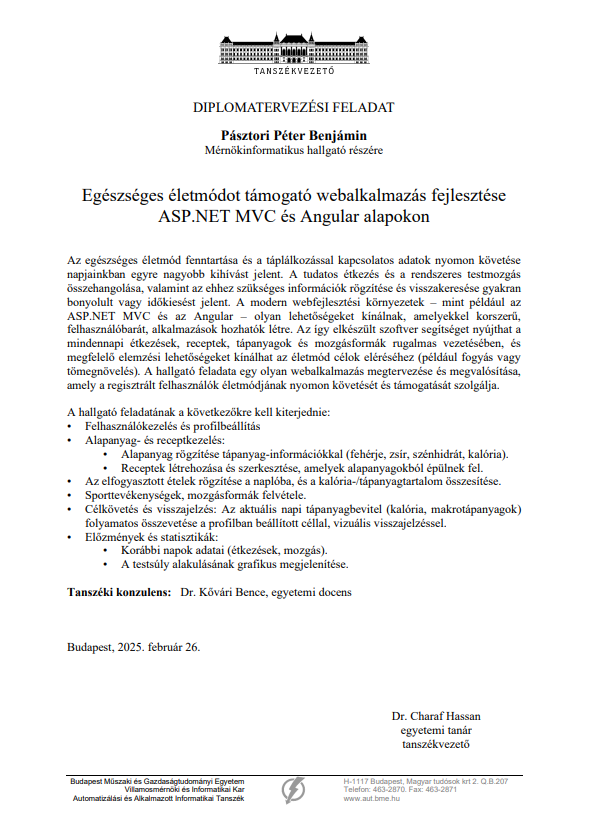 TANSZÉKVEZETŐ
DIPLOMATERVEZÉSI FELADAT
Pásztori Péter Benjámin
Mérnökinformatikus hallgató részére
Egészséges életmódot támogató webalkalmazás fejlesztése
ASP.NET MVC és Angular alapokon
Az egészséges életmód fenntartása és a táplálkozással kapcsolatos adatok nyomon követése
napjainkban egyre nagyobb kihívást jelent. A tudatos étkezés és a rendszeres testmozgás
összehangolása, valamint az ehhez szükséges információk rögzítése és visszakeresése gyakran
bonyolult vagy időkiesést jelent. A modern webfejlesztési környezetek – mint például az
ASP.NET MVC és az Angular – olyan lehetőségeket kínálnak, amelyekkel korszerű,
felhasználóbarát, alkalmazások hozhatók létre. Az így elkészült szoftver segítséget nyújthat a
mindennapi étkezések, receptek, tápanyagok és mozgásformák rugalmas vezetésében, és
megfelelő elemzési lehetőségeket kínálhat az életmód célok eléréséhez (például fogyás vagy
tömegnövelés). A hallgató feladata egy olyan webalkalmazás megtervezése és megvalósítása,
amely a regisztrált felhasználók életmódjának nyomon követését és támogatását szolgálja.
A hallgató feladatának a következőkre kell kiterjednie:
• Felhasználókezelés és profilbeállítás
• Alapanyag- és receptkezelés:
• Alapanyag rögzítése tápanyag-információkkal (fehérje, zsír, szénhidrát, kalória).
• Receptek létrehozása és szerkesztése, amelyek alapanyagokból épülnek fel.
• Az elfogyasztott ételek rögzítése a naplóba, és a kalória-/tápanyagtartalom összesítése.
• Sporttevékenységek, mozgásformák felvétele.
• Célkövetés és visszajelzés: Az aktuális napi tápanyagbevitel (kalória, makrotápanyagok)
folyamatos összevetése a profilban beállított céllal, vizuális visszajelzéssel.
• Előzmények és statisztikák:
• Korábbi napok adatai (étkezések, mozgás).
• A testsúly alakulásának grafikus megjelenítése.
Tanszéki konzulens: Dr. Kővári Bence, egyetemi docens
Budapest, 2025. február 26.
Dr. Charaf Hassan
egyetemi tanár
tanszékvezető
Budapest Műszaki és Gazdaságtudományi Egyetem
Villamosmérnöki és Informatikai Kar
Automatizálási és Alkalmazott Informatikai Tanszék
H-1117 Budapest, Magyar tudósok krt 2. Q.B.207
Telefon: 463-2870. Fax: 463-2871
www.aut.bme.hu